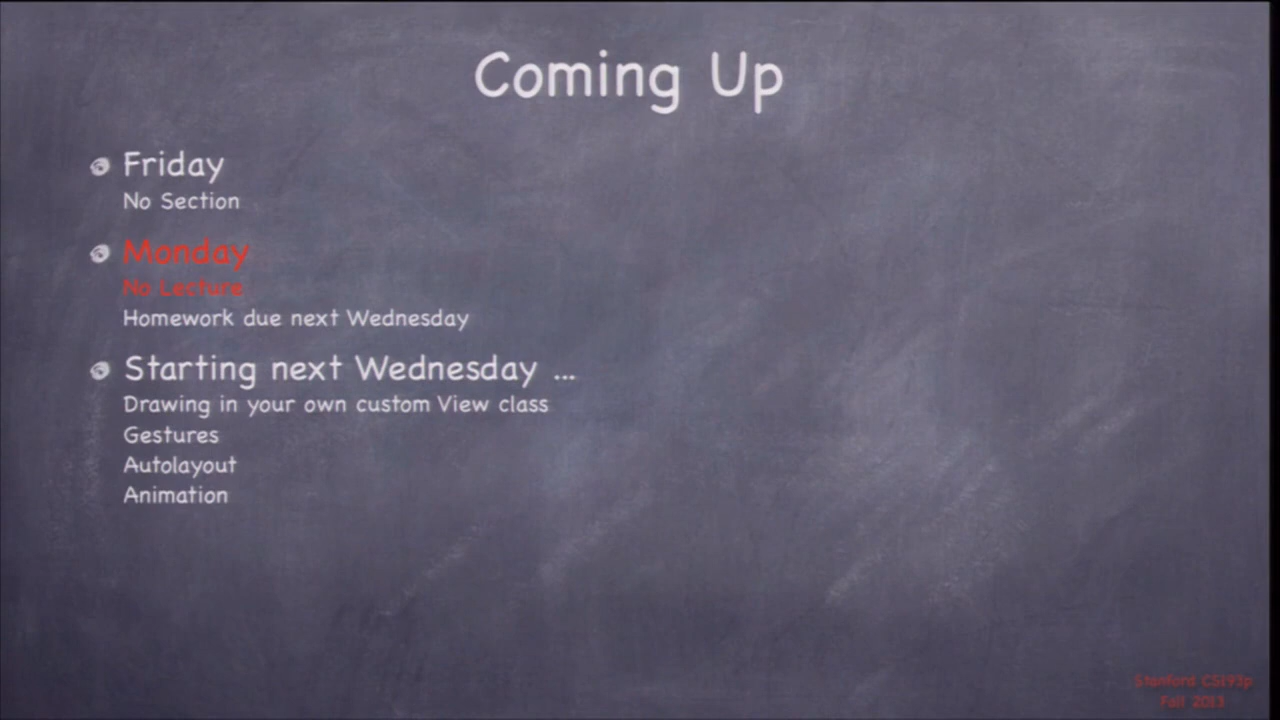 Coming Up
Friday
No Section
Monday
No Lecture
Homework due next Wednesday
Starting next Wednesday ...
Drawing in your own custom View class
Gestures
Autolayout
Animation
Stanford CS193p
Fall 2013